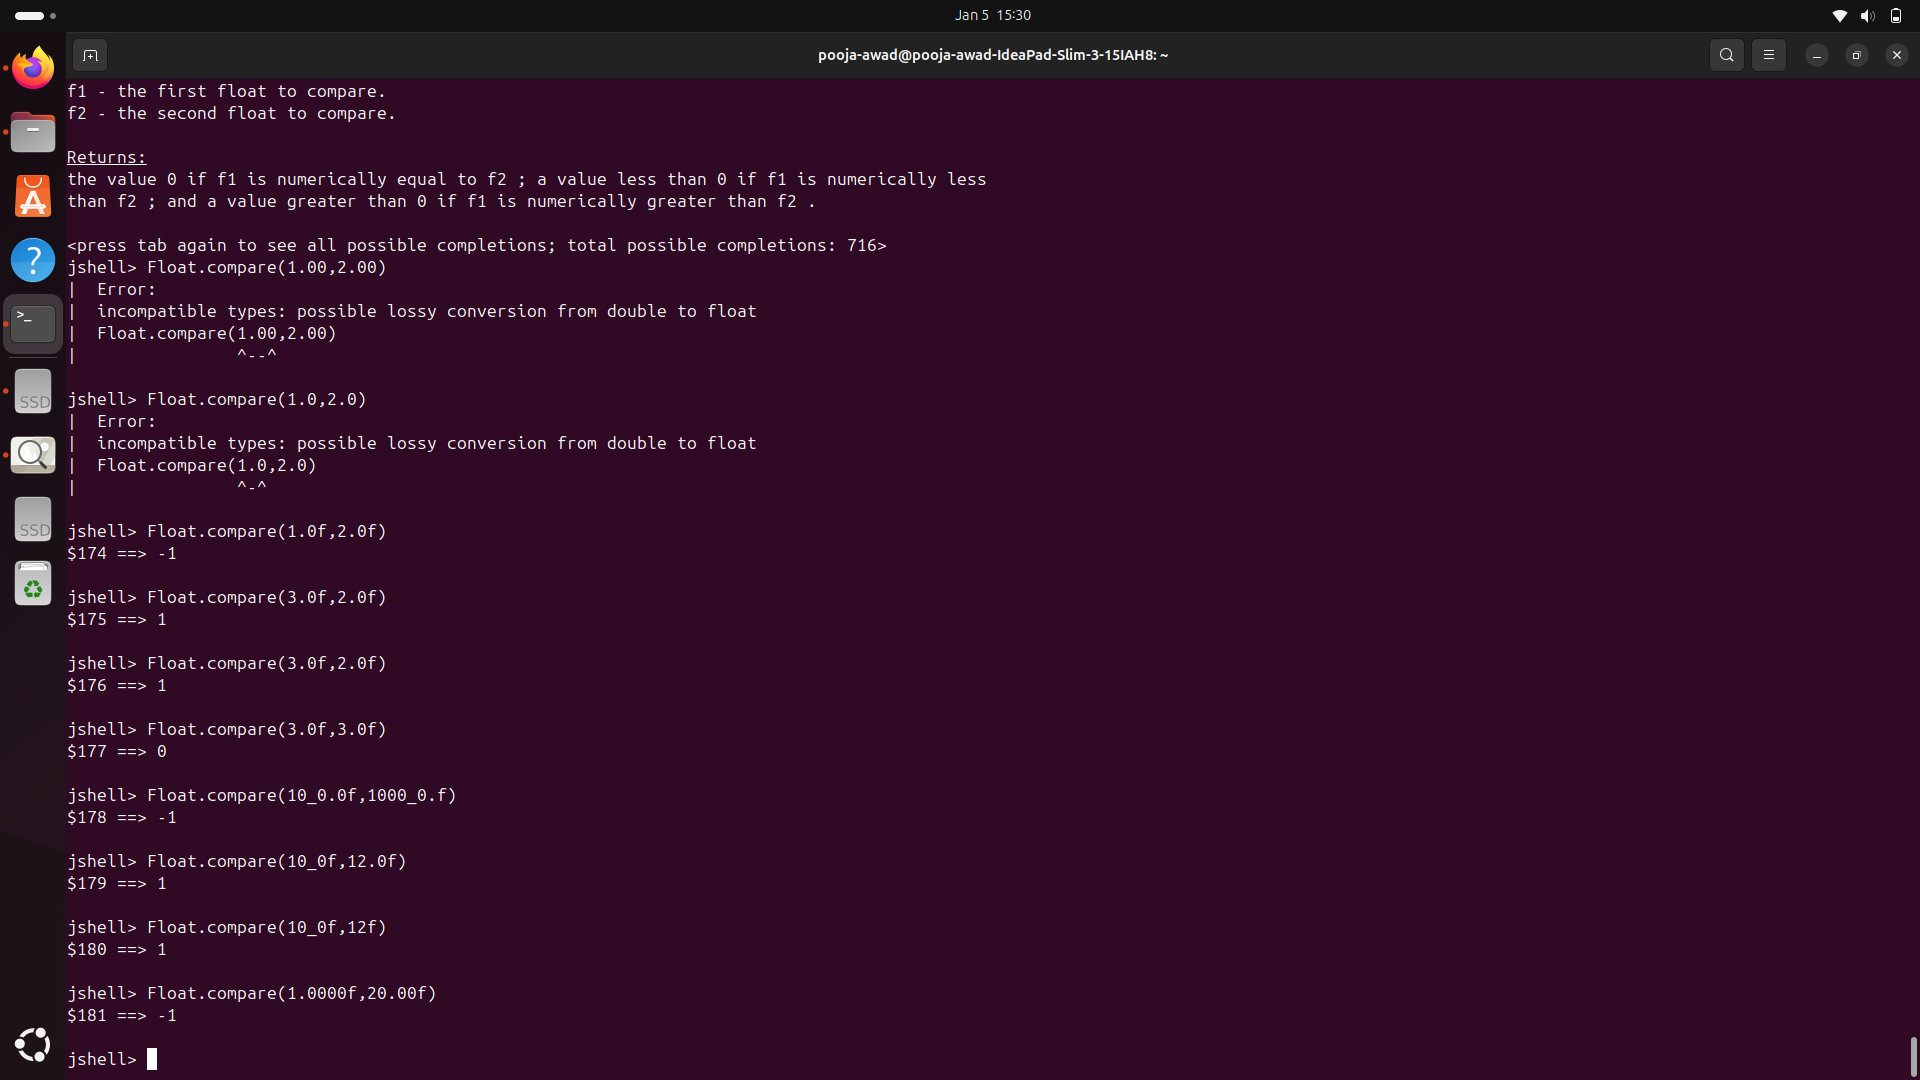 Jan 5 15:30
pooja-awad@pooja-awad-IdeaPad-Slim-3-15IAH8: ~
f1 - the first float to compare.
f2 - the second float to compare.
Returns:
the value 0 if f1 is numerically equal to f2 ; a value less than 0 if f1 is numerically less
than f2 ; and a value greater than 0 if f1 is numerically greater than f2 .
<press tab again to see all possible completions; total possible completions: 716>
jshell> Float.compare(1.00,2.00)
|  Error:
|  incompatible types: possible lossy conversion from double to float
|  Float.compare(1.00,2.00)
|                ^--^
jshell> Float.compare(1.0,2.0)
|  Error:
|  incompatible types: possible lossy conversion from double to float
|  Float.compare(1.0,2.0)
|                ^-^
jshell> Float.compare(1.0f,2.0f)
$174 ==> -1
jshell> Float.compare(3.0f,2.0f)
$175 ==> 1
jshell> Float.compare(3.0f,2.0f)
$176 ==> 1
jshell> Float.compare(3.0f,3.0f)
$177 ==> 0
jshell> Float.compare(10_0.0f,1000_0.f)
$178 ==> -1
jshell> Float.compare(10_0f,12.0f)
$179 ==> 1
jshell> Float.compare(10_0f,12f)
$180 ==> 1
jshell> Float.compare(1.0000f,20.00f)
$181 ==> -1
jshell>
>_
SSD
SSD